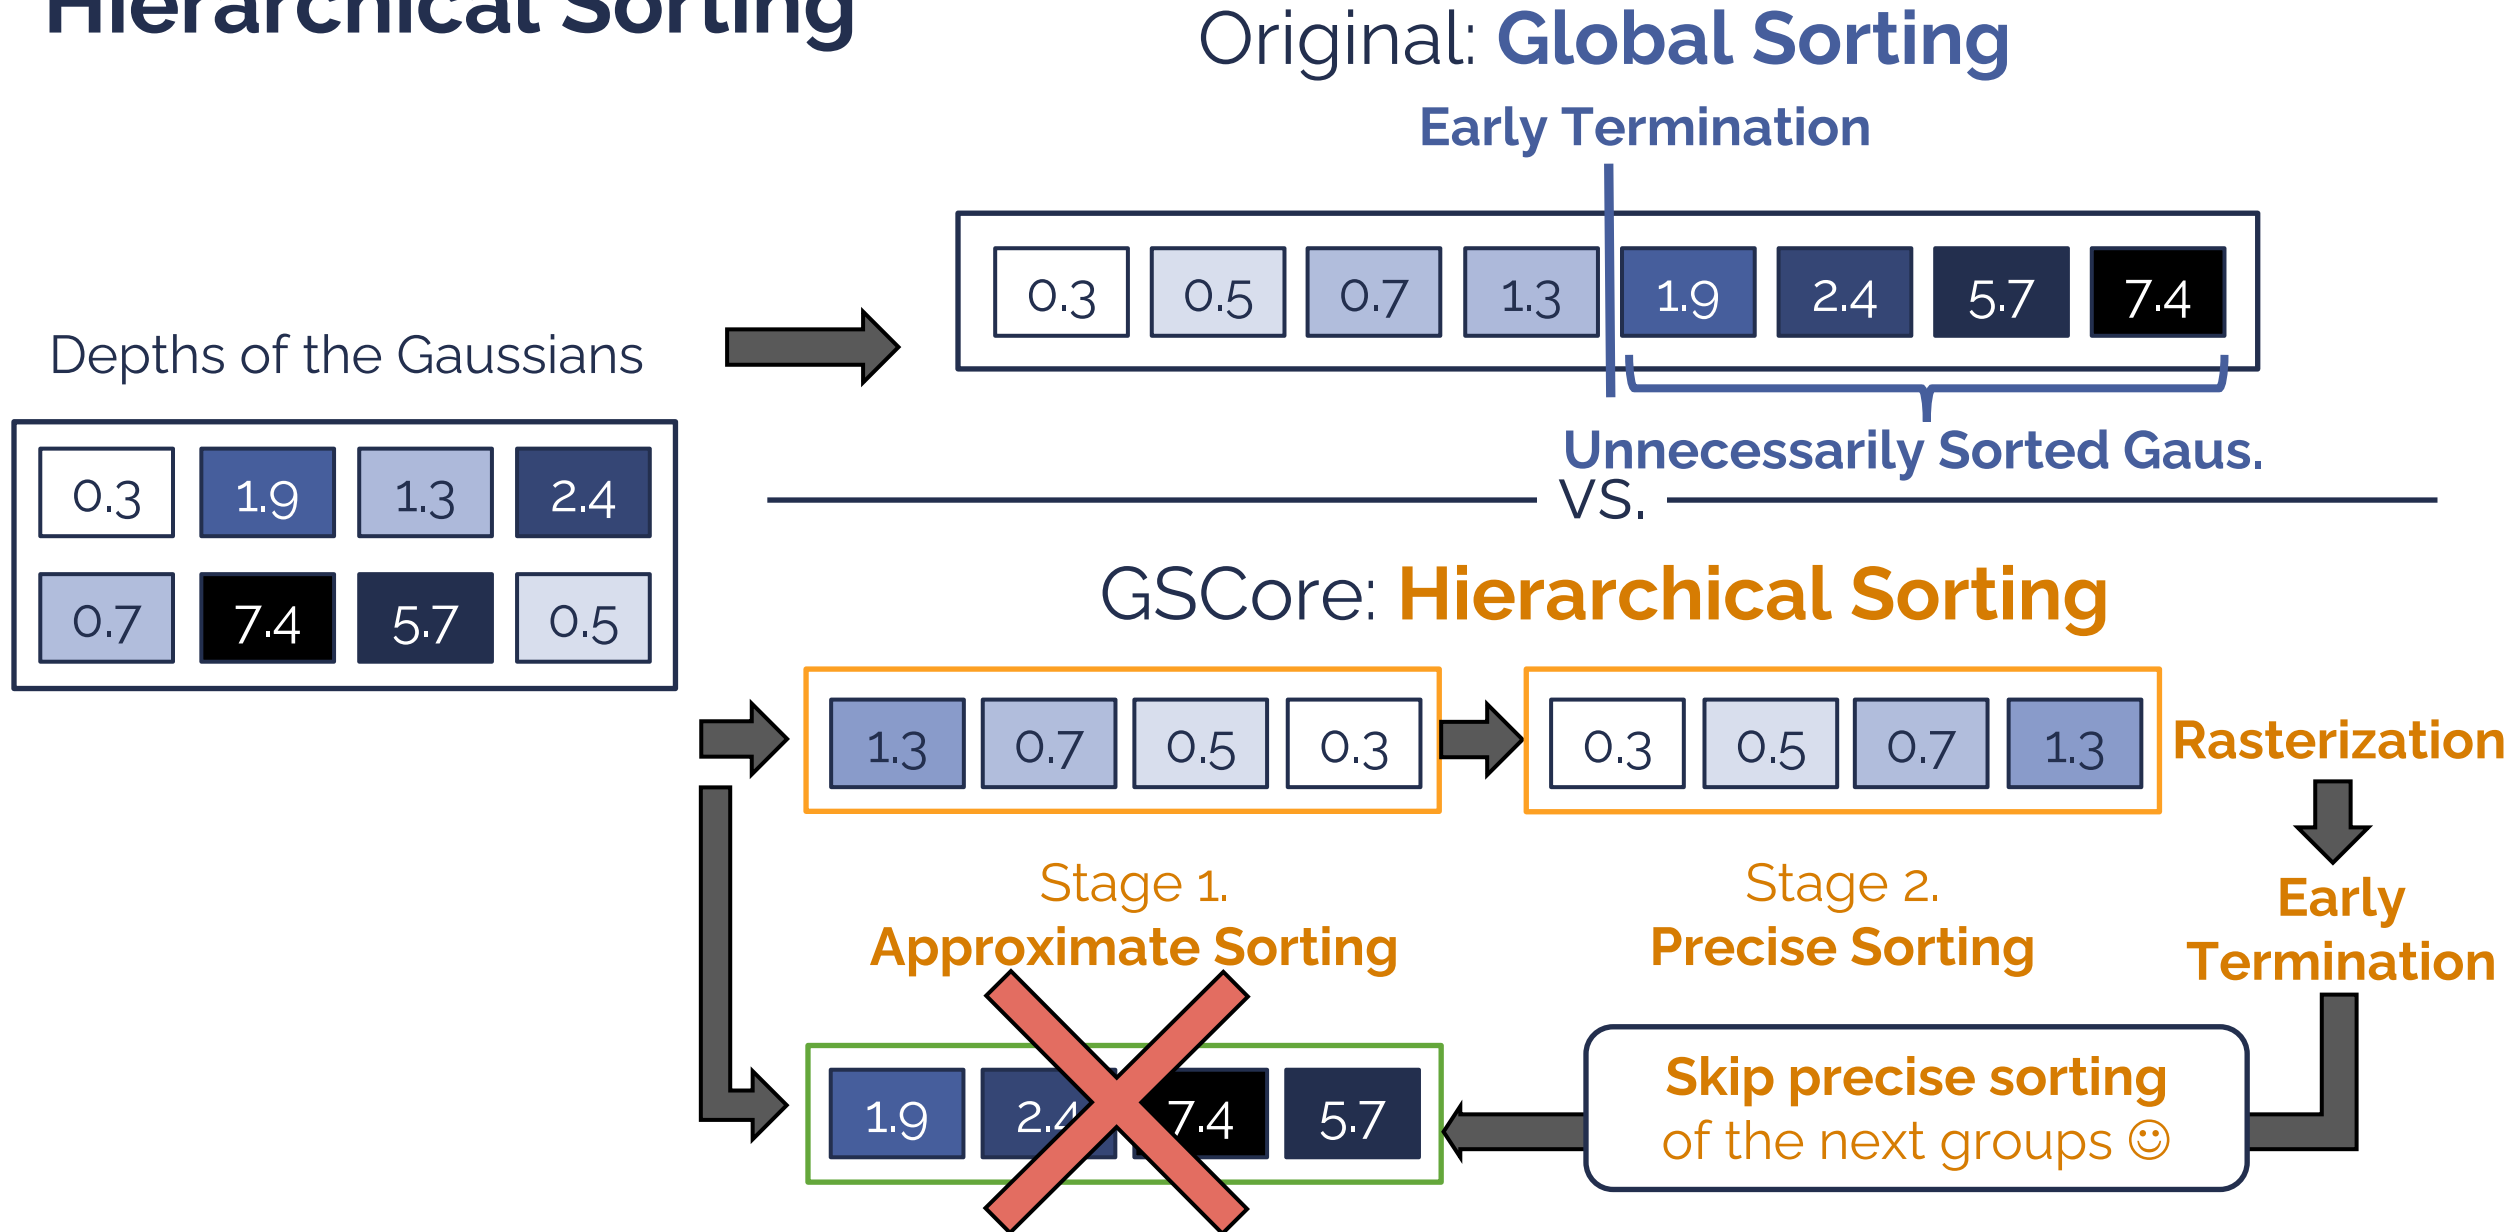 Hierarchical Sorting
Original: Global Sorting
Early Termination
0.3 0.5 0.7 1.3 1.9 2.4 5.7 7.4
Unnecessarily Sorted Gaus.
Depths of the Gaussians
0.3 1.9 1.3 2.4
0.7 7.4 5.7 0.5
vs.
GSCore: Hierarchical Sorting
1.3 0.7 0.5 0.3
0.3 0.5 0.7 1.3
Rasterization
Stage 1.
Approximate Sorting
Stage 2.
Precise Sorting
Early
Termination
1.9 2.4 7.4 5.7
Skip precise sorting
of the next groups ☺